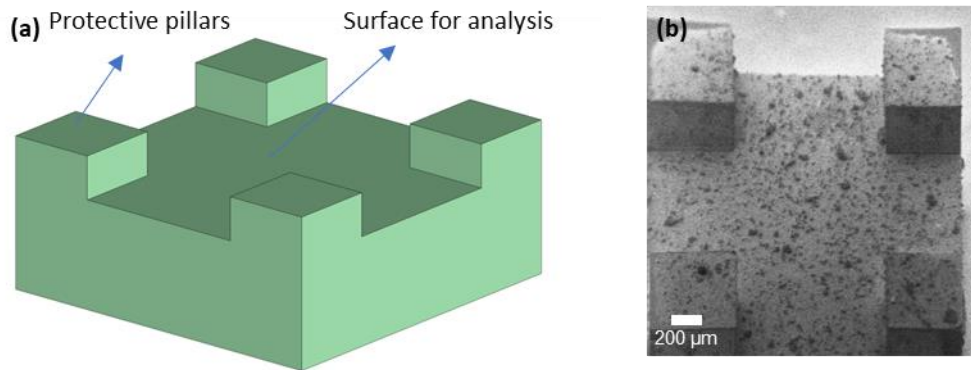 (a)
Protective pillars
Surface for analysis
(b)
200 µm